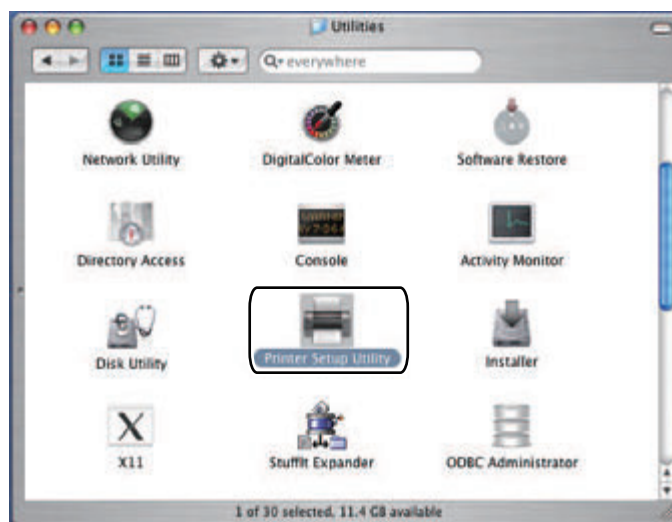 Utilities
everywhere
Network Utility
DigitalColor Meter
Software Restore
Directory Access
Console
Activity Monitor
Disk Utility
Printer Setup Utility
Installer
X11
StuffIt Expander
ODBC Administrator
1 of 30 selected, 11.4 GB available